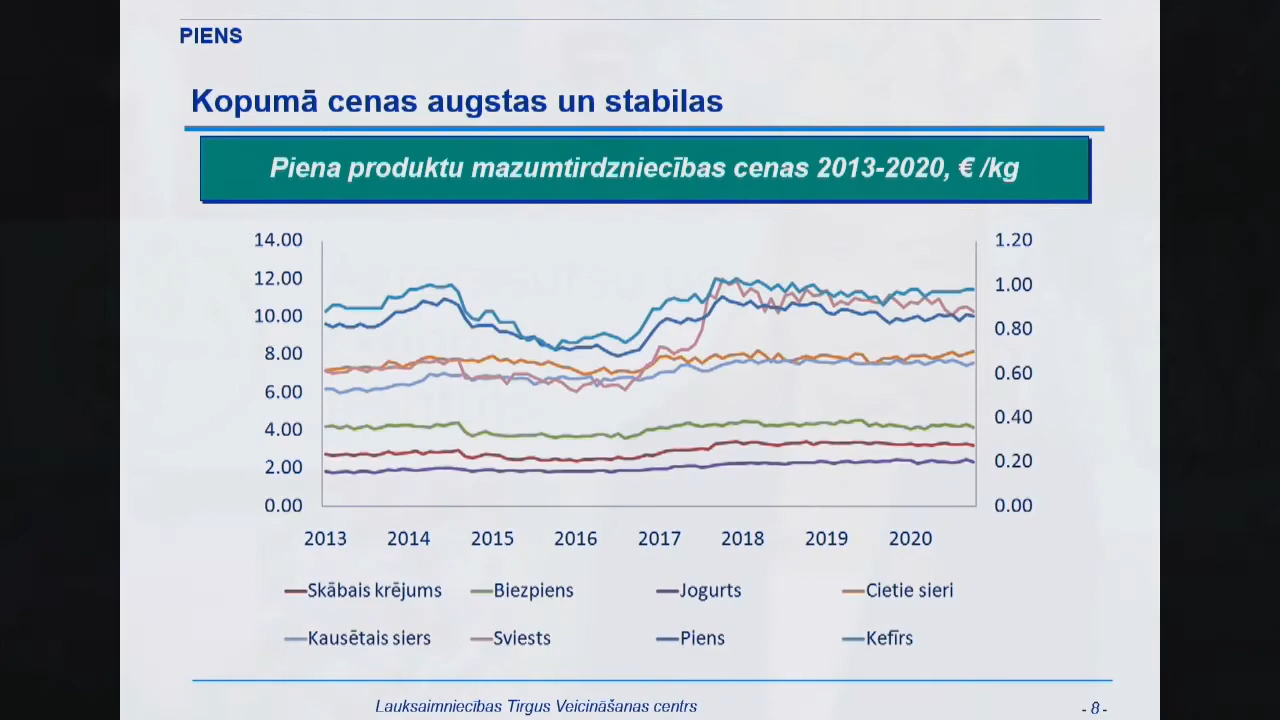 PIENS
Kopumā cenas augstas un stabilas
Piena produktu mazumtirdzniecības cenas 2013-2020, € /kg
14.00 1.20
12.00 1.00
10.00 0.80
8.00 0.60
6.00 0.40
4.00 0.20
2.00 0.00
0.00
2013 2014 2015 2016 2017 2018 2019 2020
Skābais krējums Biezpiens Jogurts Cietie sieri
Kausētais siers Sviests Piens Kefīrs
Lauksaimniecības Tirgus Veicināšanas centrs - 8 -